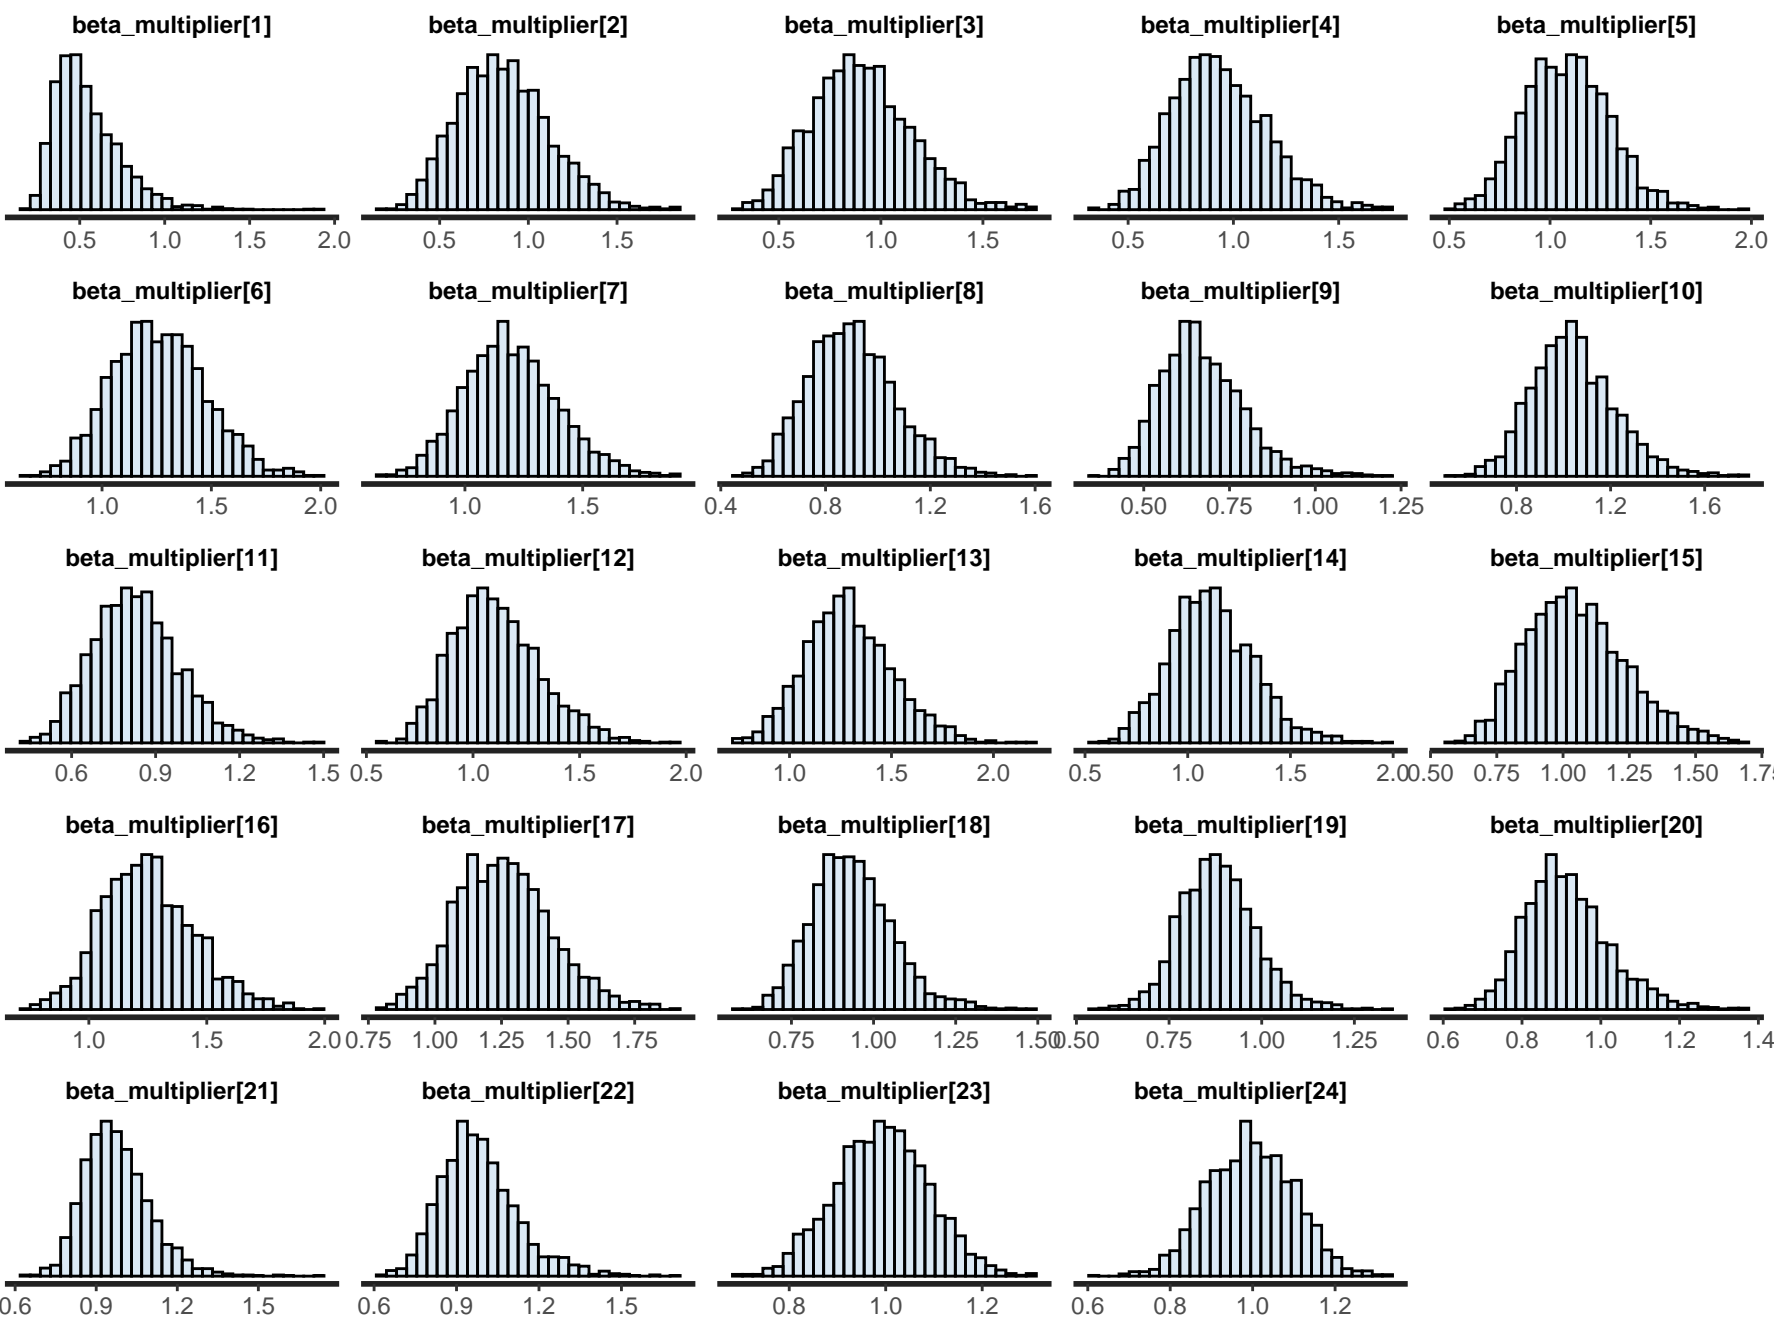 beta_multiplier[1] beta_multiplier[2] beta_multiplier[3] beta_multiplier[4] beta_multiplier[5]
0.5 1.0 1.5 2.0 0.5 1.0 1.5 0.5 1.0 1.5 0.5 1.0 1.5 0.5 1.0 1.5 2.0
beta_multiplier[6] beta_multiplier[7] beta_multiplier[8] beta_multiplier[9] beta_multiplier[10]
1.0 1.5 2.0 1.0 1.5 0.4 0.8 1.2 1.6 0.50 0.75 1.00 1.25 0.8 1.2 1.6
beta_multiplier[11] beta_multiplier[12] beta_multiplier[13] beta_multiplier[14] beta_multiplier[15]
0.6 0.9 1.2 1.5 0.5 1.0 1.5 2.0 1.0 1.5 2.0 0.5 1.0 1.5 2.0 0.50 0.75 1.00 1.25 1.50 1.75
beta_multiplier[16] beta_multiplier[17] beta_multiplier[18] beta_multiplier[19] beta_multiplier[20]
1.0 1.5 2.0 0.75 1.00 1.25 1.50 1.75 0.75 1.00 1.25 1.50 0.50 0.75 1.00 1.25 0.6 0.8 1.0 1.2 1.4
beta_multiplier[21] beta_multiplier[22] beta_multiplier[23] beta_multiplier[24]
0.6 0.9 1.2 1.5 0.6 0.9 1.2 1.5 0.8 1.0 1.2 0.6 0.8 1.0 1.2